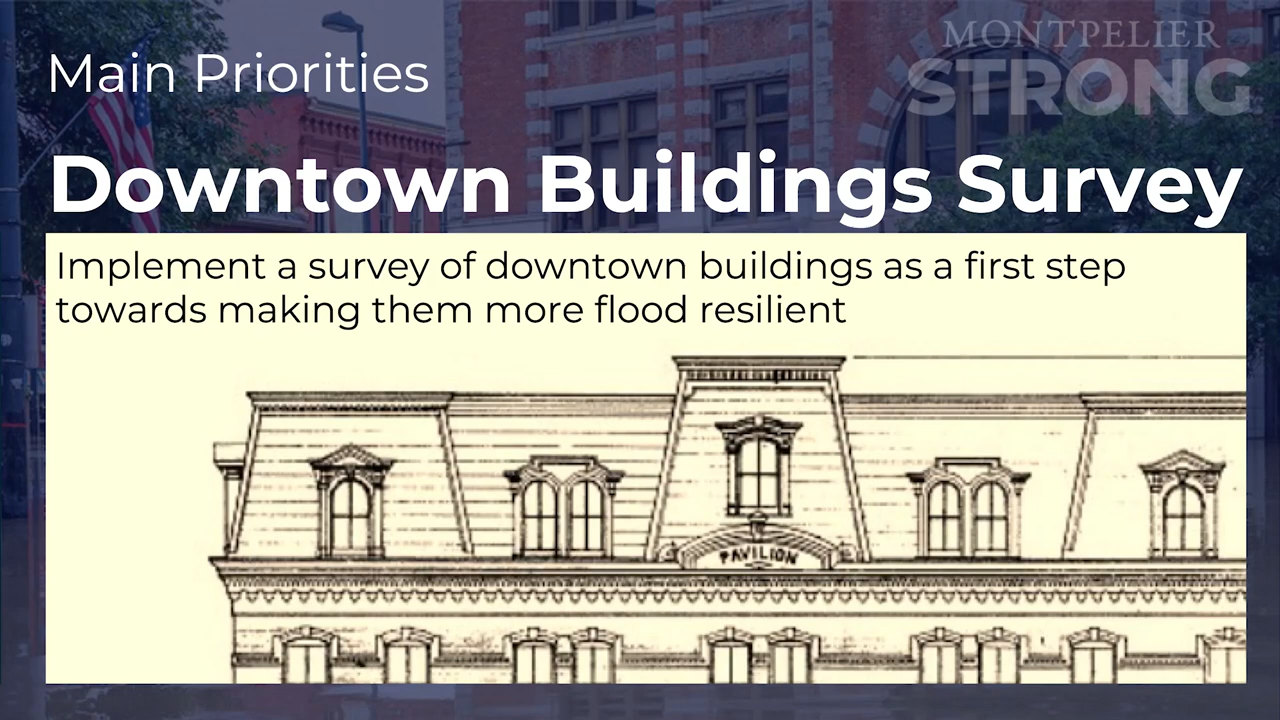 MONTPELIER
STRONG
Main Priorities
Downtown Buildings Survey
Implement a survey of downtown buildings as a first step
towards making them more flood resilient
PAVILION